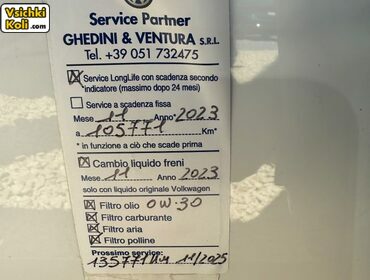 Vsichki
Koli.com
Service Partner
GHEDINI & VENTURA S.R.L.
Tel. +39 051 732475
Service LongLife con scadenza secondo
indicatore (massimo dopo 24 mesi)
Service a scadenza fissa
Mese 11 Anno* 2023
a 105771 Km*
* in funzione a ciò che scade prima
Cambio liquido freni
Mese 11 Anno 2023
solo con liquido originale Volkswagen
Filtro olio 0W-30
Filtro carburante
Filtro aria
Filtro polline
Prossimo service:
135771 Km 11/2025